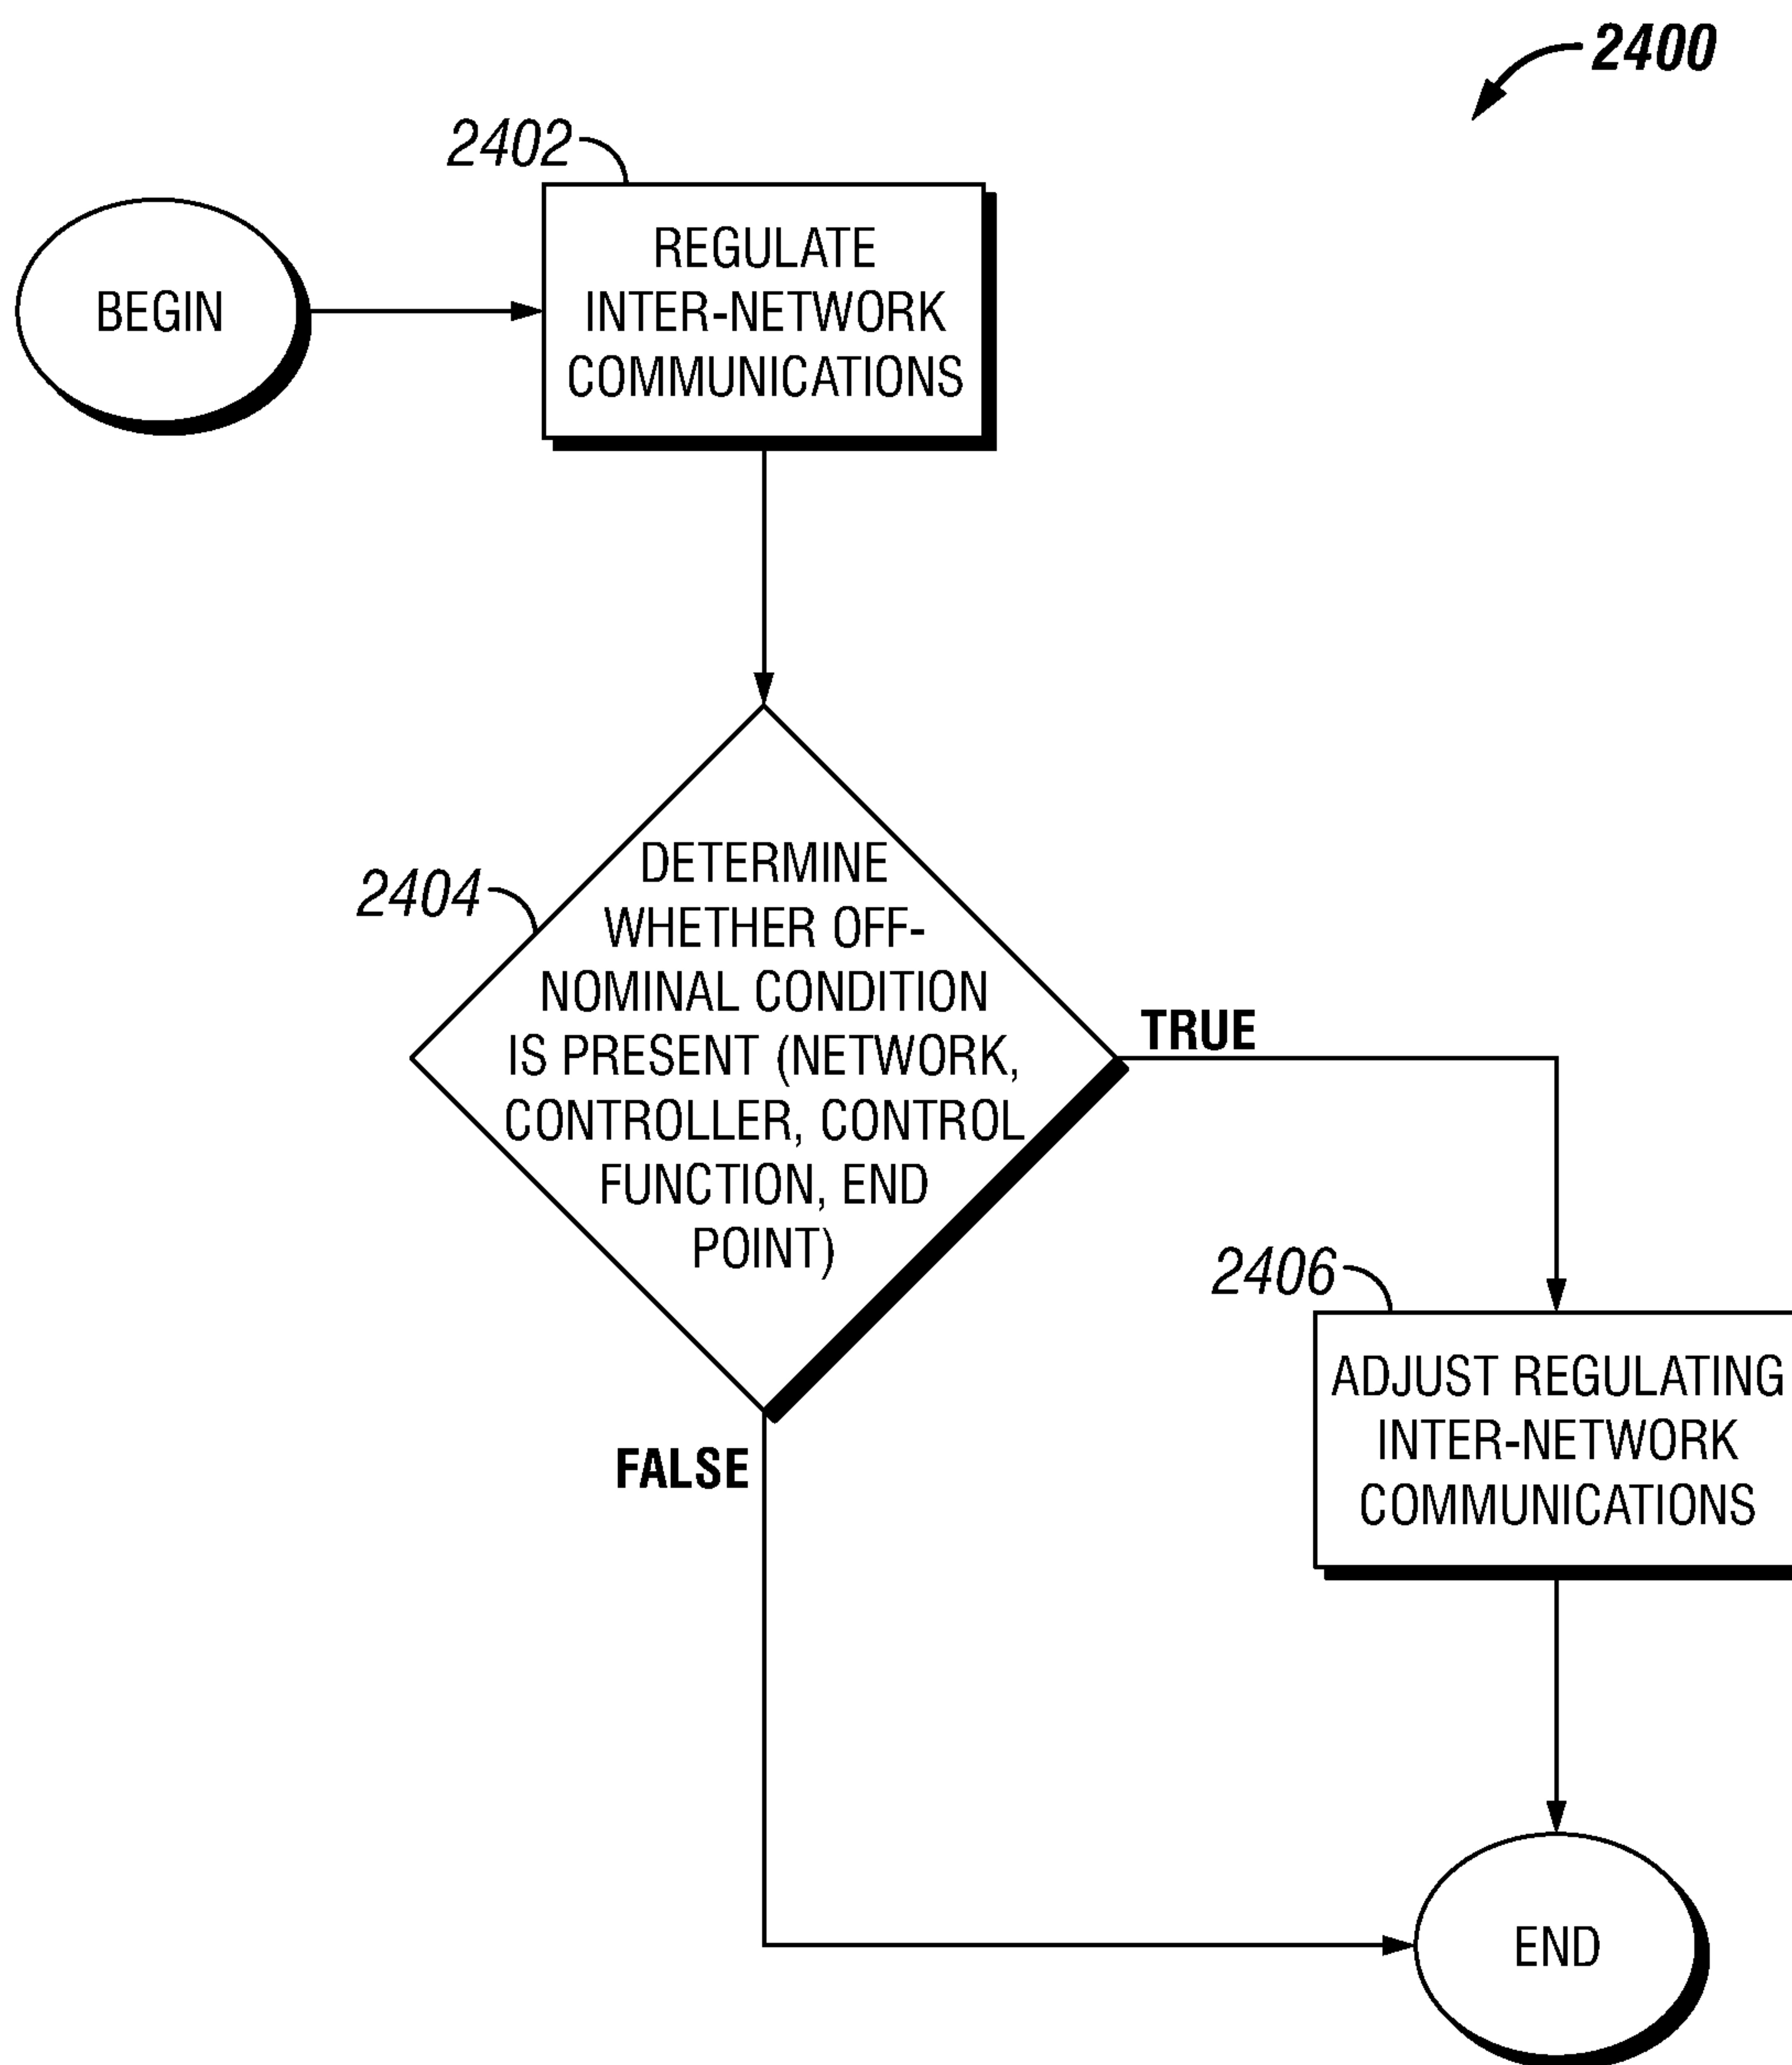 2400
2402
BEGIN
REGULATE
INTER-NETWORK
COMMUNICATIONS
2404
DETERMINE
WHETHER OFF-
NOMINAL CONDITION
IS PRESENT (NETWORK,
CONTROLLER, CONTROL
FUNCTION, END
POINT)
TRUE
FALSE
2406
ADJUST REGULATING
INTER-NETWORK
COMMUNICATIONS
END